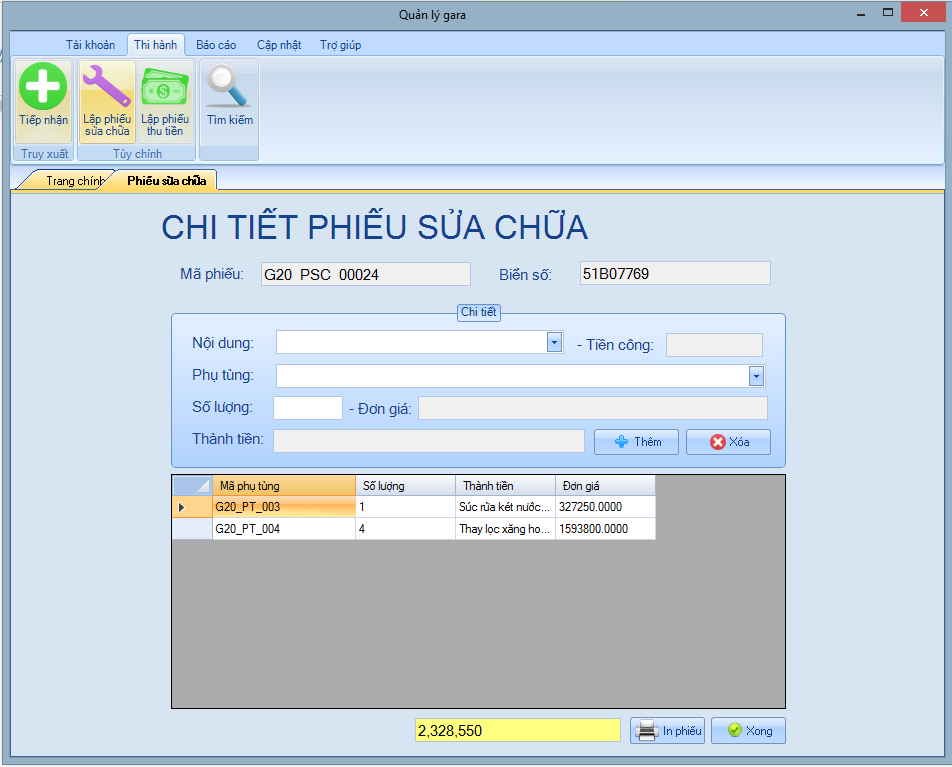 Quản lý gara
Tài khoản Thi hành Báo cáo Cập nhật Trợ giúp
Tiếp nhận
Lập phiếu sửa chữa
Lập phiếu thu tiền
Tìm kiếm
Truy xuất Tùy chỉnh
Trang chính Phiếu sửa chữa
CHI TIẾT PHIẾU SỬA CHỮA
Mã phiếu: G20 PSC 00024 Biển số: 51B07769
Chi tiết
Nội dung: - Tiền công:
Phụ tùng:
Số lượng: - Đơn giá:
Thành tiền: Thêm Xóa
Mã phụ tùng Số lượng Thành tiền Đơn giá
G20_PT_003 1 Súc rửa két nước... 327250.0000
G20_PT_004 4 Thay lọc xăng ho... 1593800.0000
2,328,550 In phiếu Xong